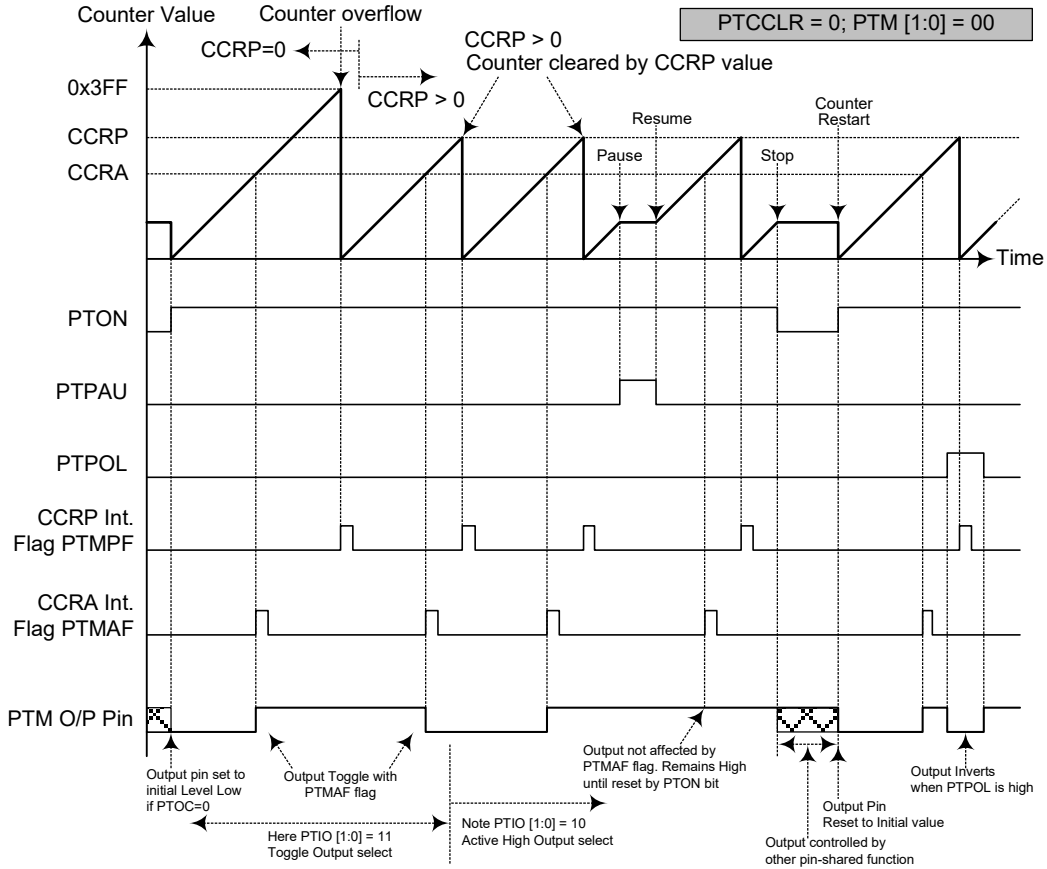 Counter Value
Counter overflow
PTCCLR = 0; PTM [1:0] = 00
CCRP=0
CCRP > 0
CCRP > 0
Counter cleared by CCRP value
0x3FF
CCRP
CCRA
Pause
Resume
Stop
Counter
Restart
Time
PTON
PTPAU
PTPOL
CCRP Int.
Flag PTMPF
CCRA Int.
Flag PTMAF
PTM O/P Pin
Output pin set to
initial Level Low
if PTOC=0
Output Toggle with
PTMAF flag
Here PTIO [1:0] = 11
Toggle Output select
Note PTIO [1:0] = 10
Active High Output select
Output not affected by
PTMAF flag. Remains High
until reset by PTON bit
Output controlled by
other pin-shared function
Output Pin
Reset to Initial value
Output Inverts
when PTPOL is high